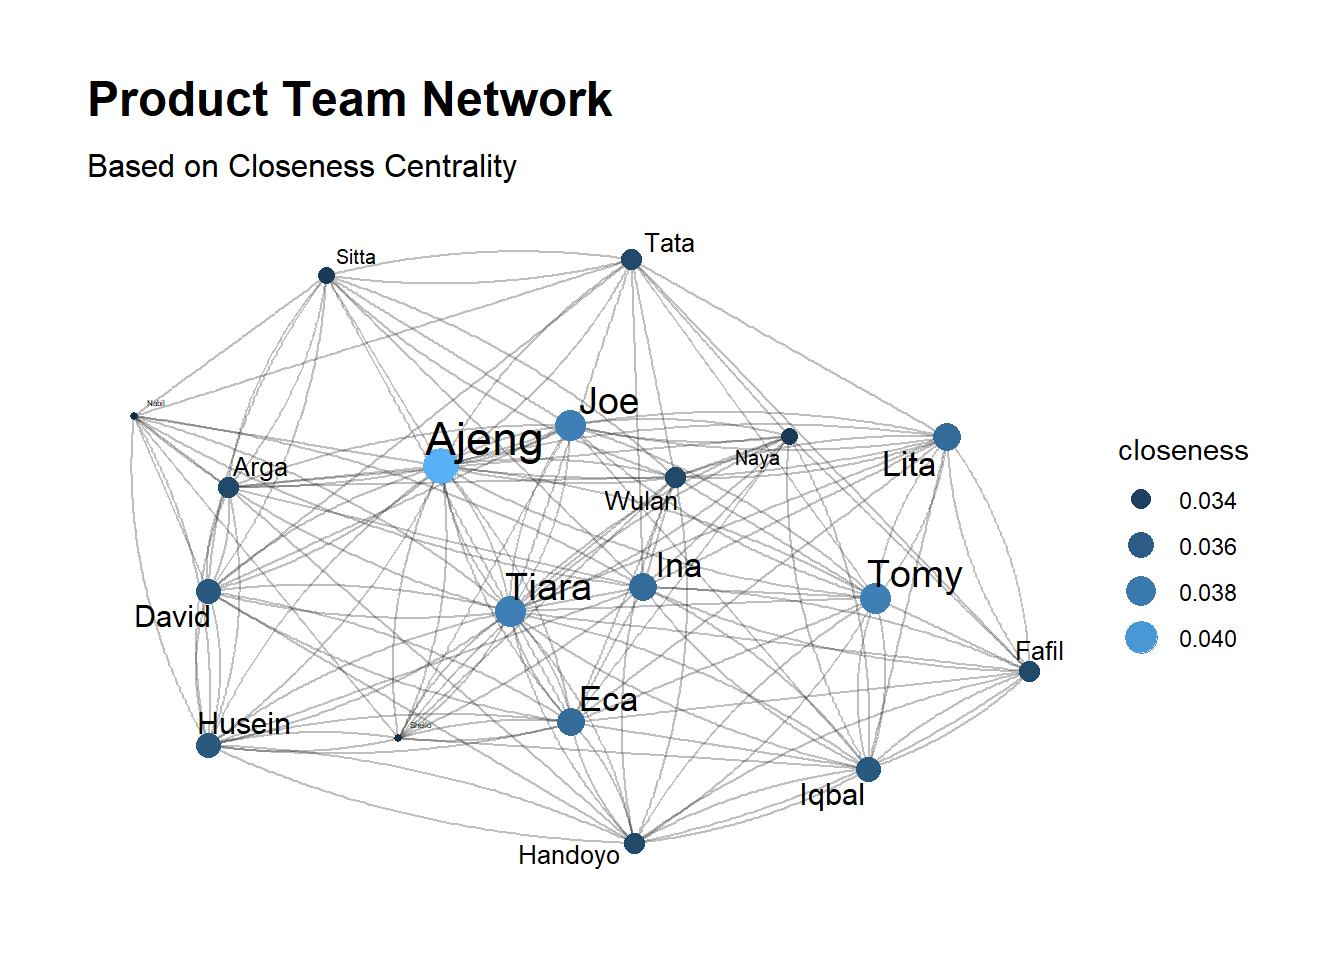 Product Team Network
Based on Closeness Centrality
Sitta
Tata
Nabil
Joe
Ajeng
Arga
Naya
Lita
Wulan
Ina
Tiara
Tomy
David
Fafil
Eca
Husein
Iqbal
Handoyo
closeness
0.034
0.036
0.038
0.040